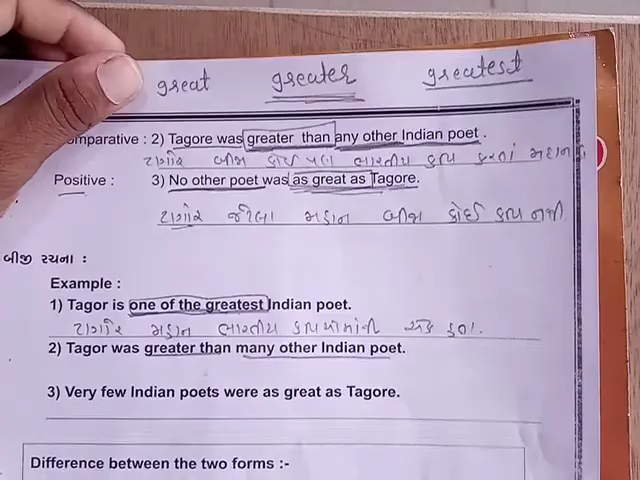 great greater greatest
omparative : 2) Tagore was greater than any other Indian poet .
ટાગોર બીજા કોઈ પણ ભારતીય કવિ કરતાં મહાન
Positive : 3) No other poet was as great as Tagore.
ટાગોર જેટલા મહાન બીજા કોઈ કવિ નથી
બીજી રચના :
Example :
1) Tagor is one of the greatest Indian poet.
ટાગોર મહાન ભારતીય એક હતા.
2) Tagor was greater than many other Indian poet.
3) Very few Indian poets were as great as Tagore.
Difference between the two forms :-